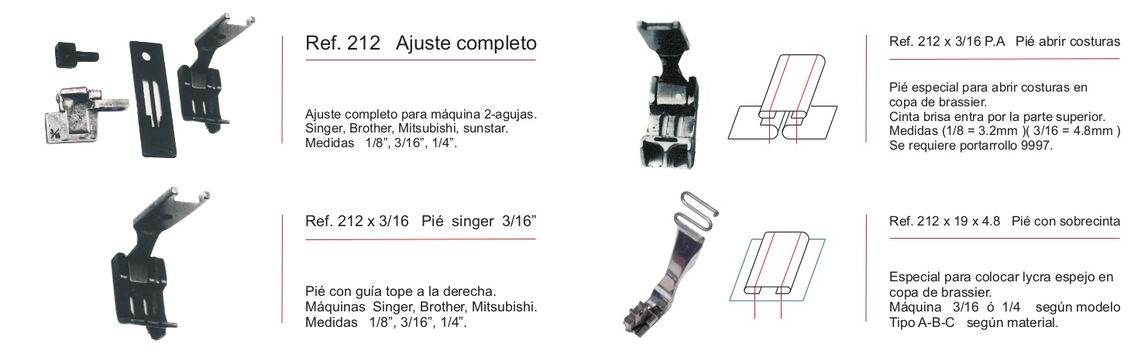 Ref. 212 Ajuste completo
Ajuste completo para máquina 2-agujas.
Singer, Brother, Mitsubishi, sunstar.
Medidas 1/8”, 3/16”, 1/4”.
Ref. 212 x 3/16 P.A Pié abrir costuras
Pié especial para abrir costuras en
copa de brassier.
Cinta brisa entra por la parte superior.
Medidas (1/8 = 3.2mm )( 3/16 = 4.8mm )
Se requiere portarrollo 9997.
Ref. 212 x 3/16 Pié singer 3/16”
Pié con guía tope a la derecha.
Máquinas Singer, Brother, Mitsubishi.
Medidas 1/8”, 3/16”, 1/4”.
Ref. 212 x 19 x 4.8 Pié con sobrecinta
Especial para colocar lycra espejo en
copa de brassier.
Máquina 3/16 ó 1/4 según modelo
Tipo A-B-C según material.